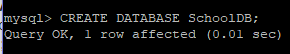 mysql> CREATE DATABASE SchoolDB;
Query OK, 1 row affected (0.01 sec)